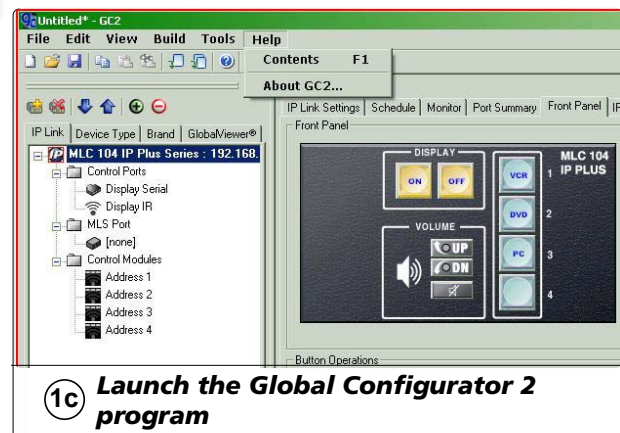 Untitled* - GC2
File Edit View Build Tools Help
Contents F1
About GC2...
IP Link Device Type Brand GlobalViewer®
MLC 104 IP Plus Series : 192.168.
Control Ports
Display Serial
Display IR
MLS Port
[none]
Control Modules
Address 1
Address 2
Address 3
Address 4
IP Link Settings Schedule Monitor Port Summary Front Panel IP
Front Panel
DISPLAY
ON OFF
VOLUME
UP
DN
VCR 1
DVD 2
PC 3
4
MLC 104
IP PLUS
Button Operations
1c Launch the Global Configurator 2
program